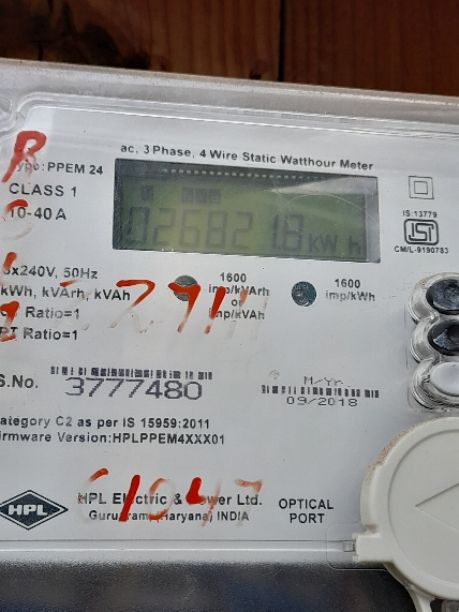 ac, 3 Phase, 4 Wire Static Watthour Meter
Type: PPEM 24
CLASS 1
10-40 A
026821.8 kWh
IS:13779
ISI
CM/L-9190783
3x240V, 50Hz
kWh, kVArh, kVAh
Ratio=1
PT Ratio=1
1600
imp/kVArh
or
imp/kVAh
1600
imp/kWh
S.No. 3777480
M/Yr.
09/2018
Category C2 as per IS 15959:2011
Firmware Version:HPLPPEM4XXX01
HPL
HPL Electric & Power Ltd.
Gurugram (Haryana) INDIA
OPTICAL
PORT